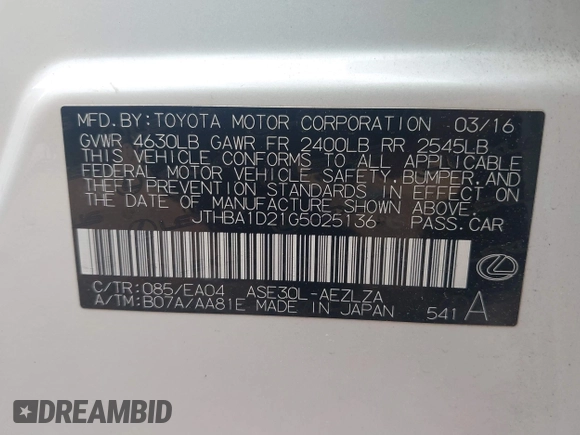 MFD.BY:TOYOTA MOTOR CORPORATION 03/16
GVWR 4630LB GAWR FR 2400LB RR 2545LB
THIS VEHICLE CONFORMS TO ALL APPLICABLE
FEDERAL MOTOR VEHICLE SAFETY,BUMPER, AND
THEFT PREVENTION STANDARDS IN EFFECT ON
THE DATE OF MANUFACTURE SHOWN ABOVE.
JTHBA1D21G5025136 PASS.CAR
C/TR:085/EA04 ASE30L-AEZLZA
A/TM:B07A/AA81E MADE IN JAPAN 541 A
DREAMBID